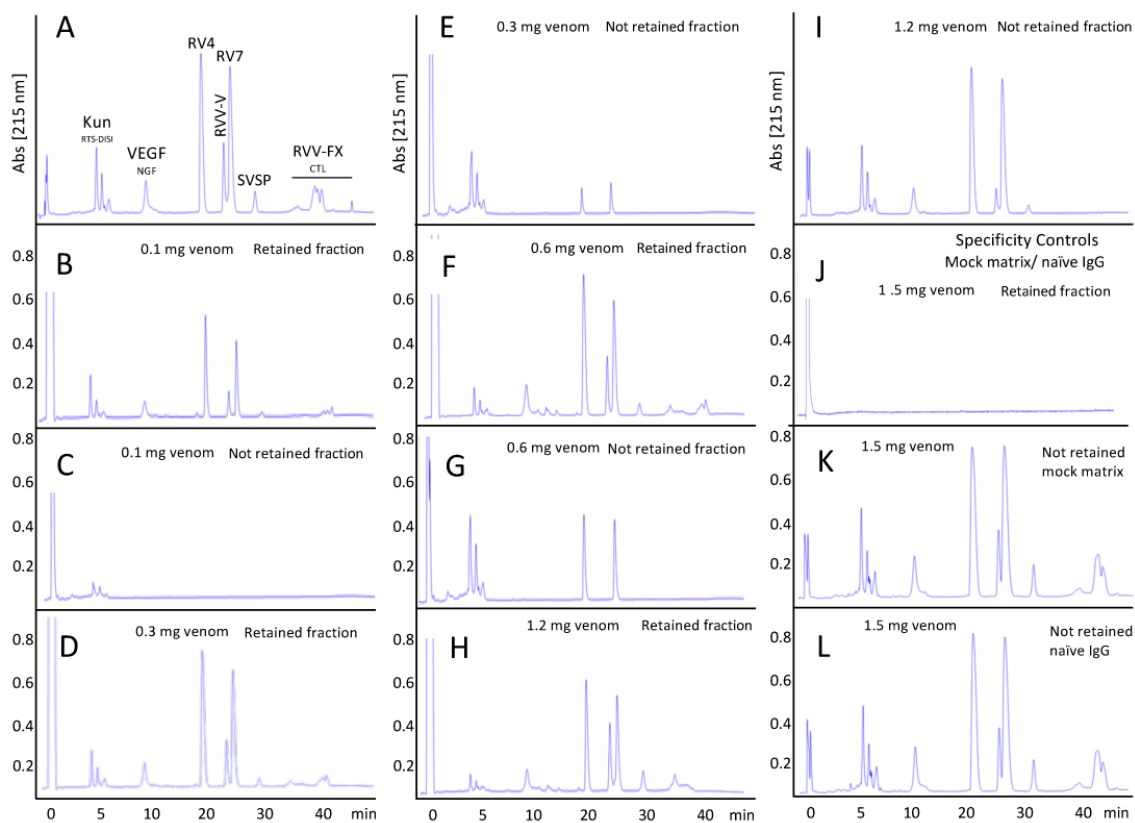 A
Abs [215 nm]
Kun
RTS-DISI
VEGF
NGF
RV4
RVV-V
RV7
SVSP
RVV-FX
CTL
B
0.1 mg venom Retained fraction
0.8
0.6
0.4
0.2
C
0.1 mg venom Not retained fraction
0.8
0.6
0.4
0.2
D
0.3 mg venom Retained fraction
0.8
0.6
0.4
0.2
0 5 10 20 30 40 min
E
0.3 mg venom Not retained fraction
Abs [215 nm]
F
0.6 mg venom Retained fraction
0.8
0.6
0.4
0.2
G
0.6 mg venom Not retained fraction
0.8
0.6
0.4
0.2
H
1.2 mg venom Retained fraction
0.8
0.6
0.4
0.2
0 5 10 20 30 40 min
I
1.2 mg venom Not retained fraction
Abs [215 nm]
J
Specificity Controls
Mock matrix/ naïve IgG
1 .5 mg venom Retained fraction
0.8
0.6
0.4
0.2
K
1.5 mg venom Not retained
mock matrix
0.8
0.6
0.4
0.2
L
1.5 mg venom Not retained
naïve IgG
0.8
0.6
0.4
0.2
0 5 10 20 30 40 min